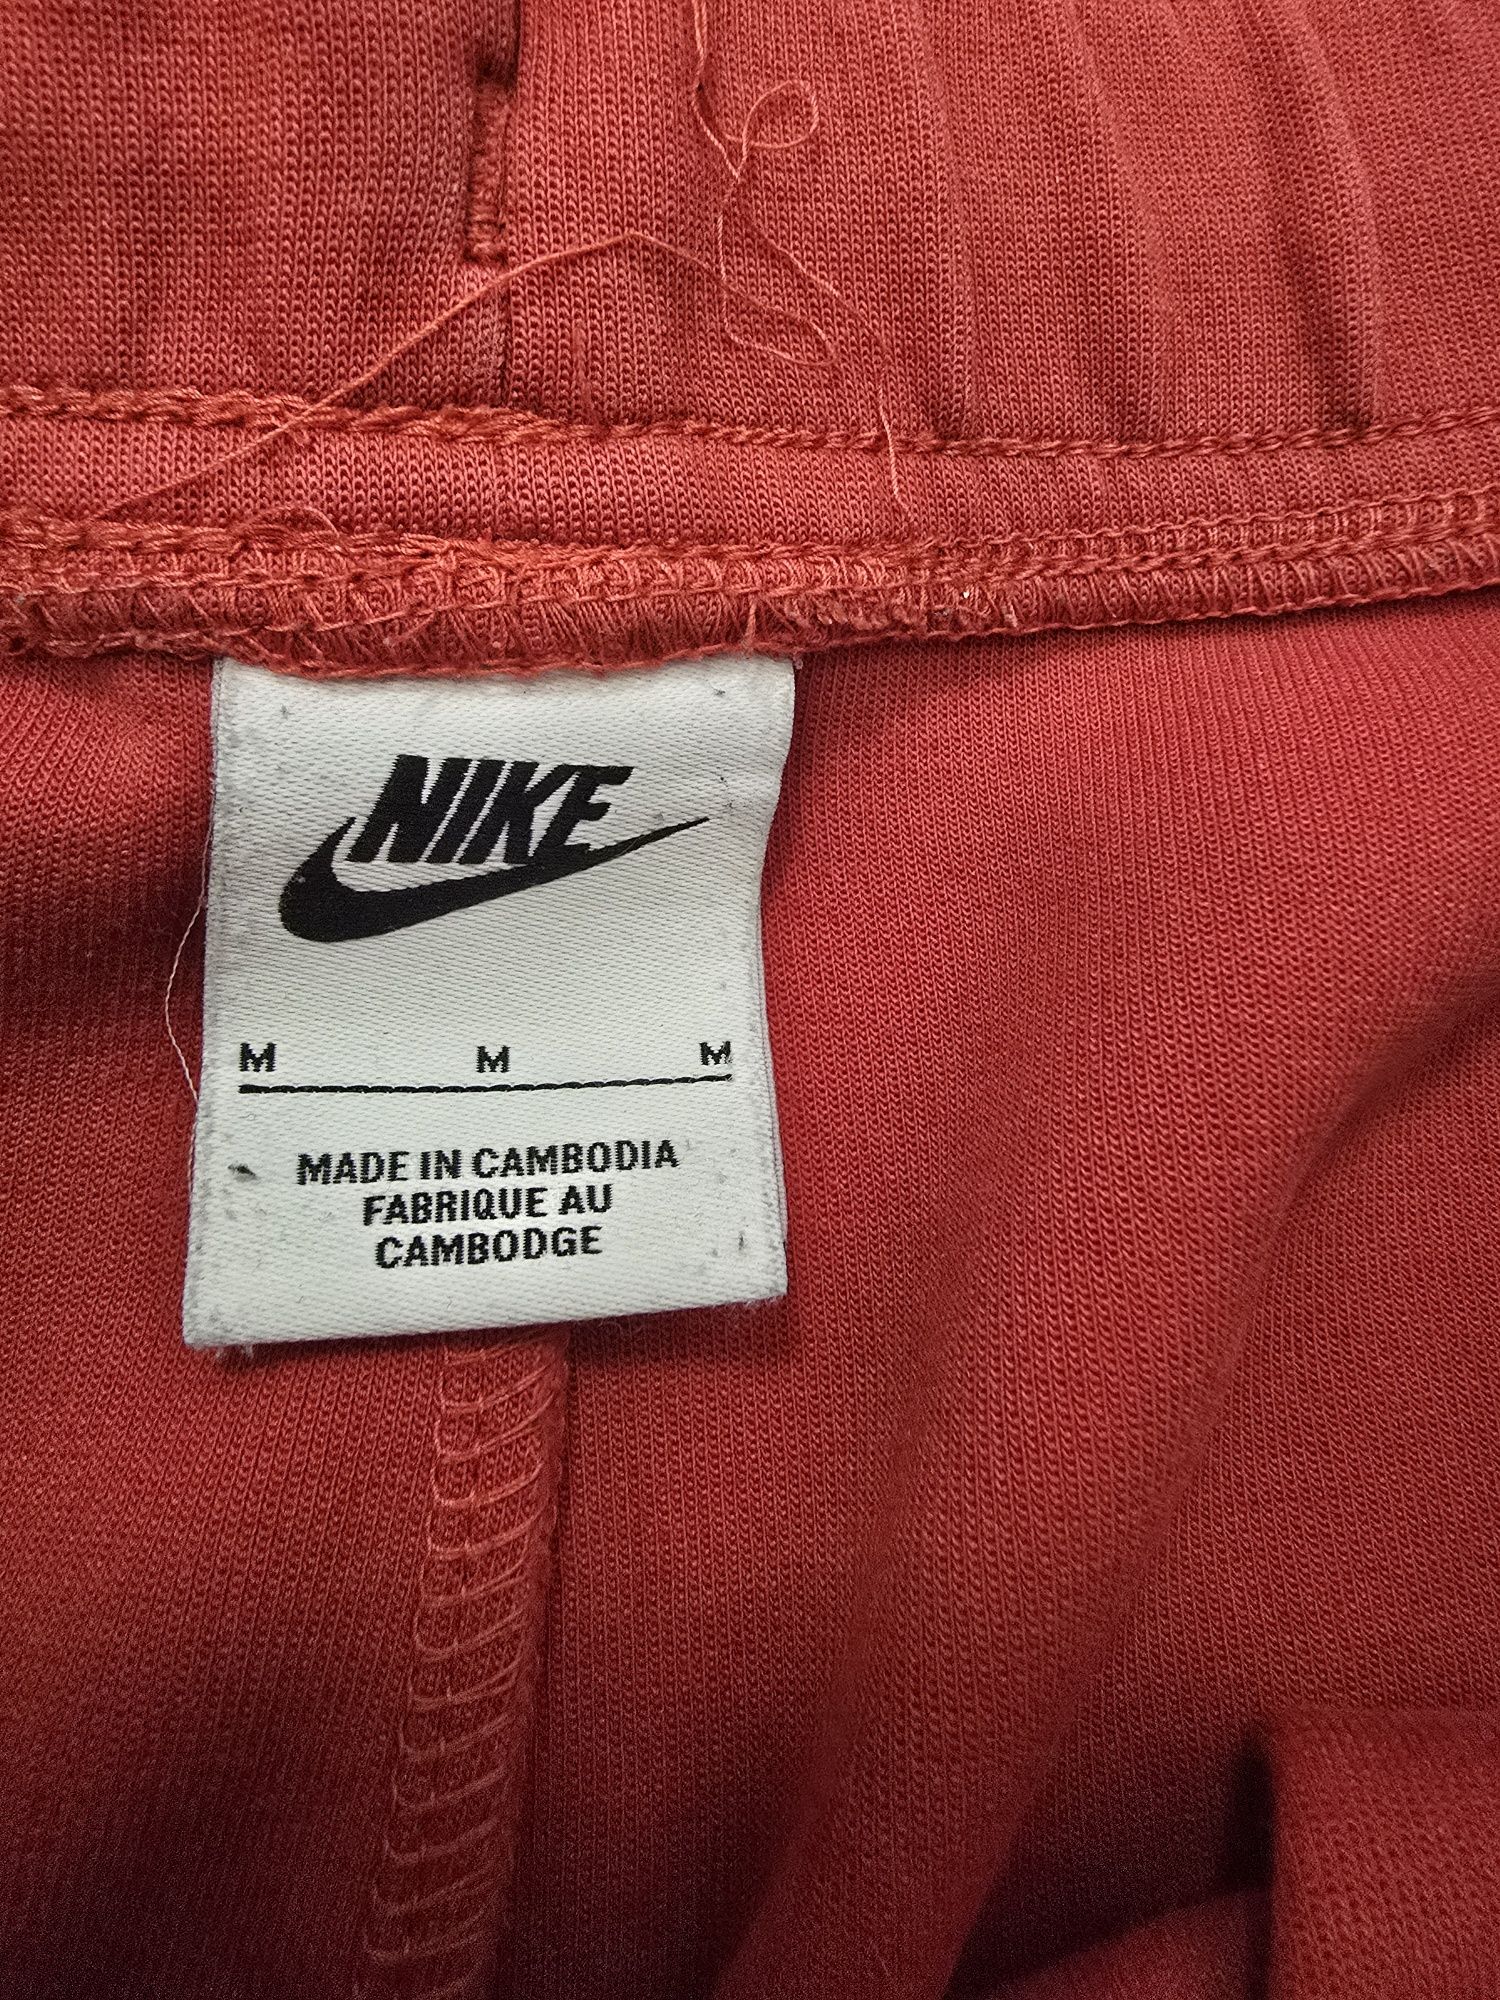 NIKE
M M M
MADE IN CAMBODIA
FABRIQUE AU
CAMBODGE